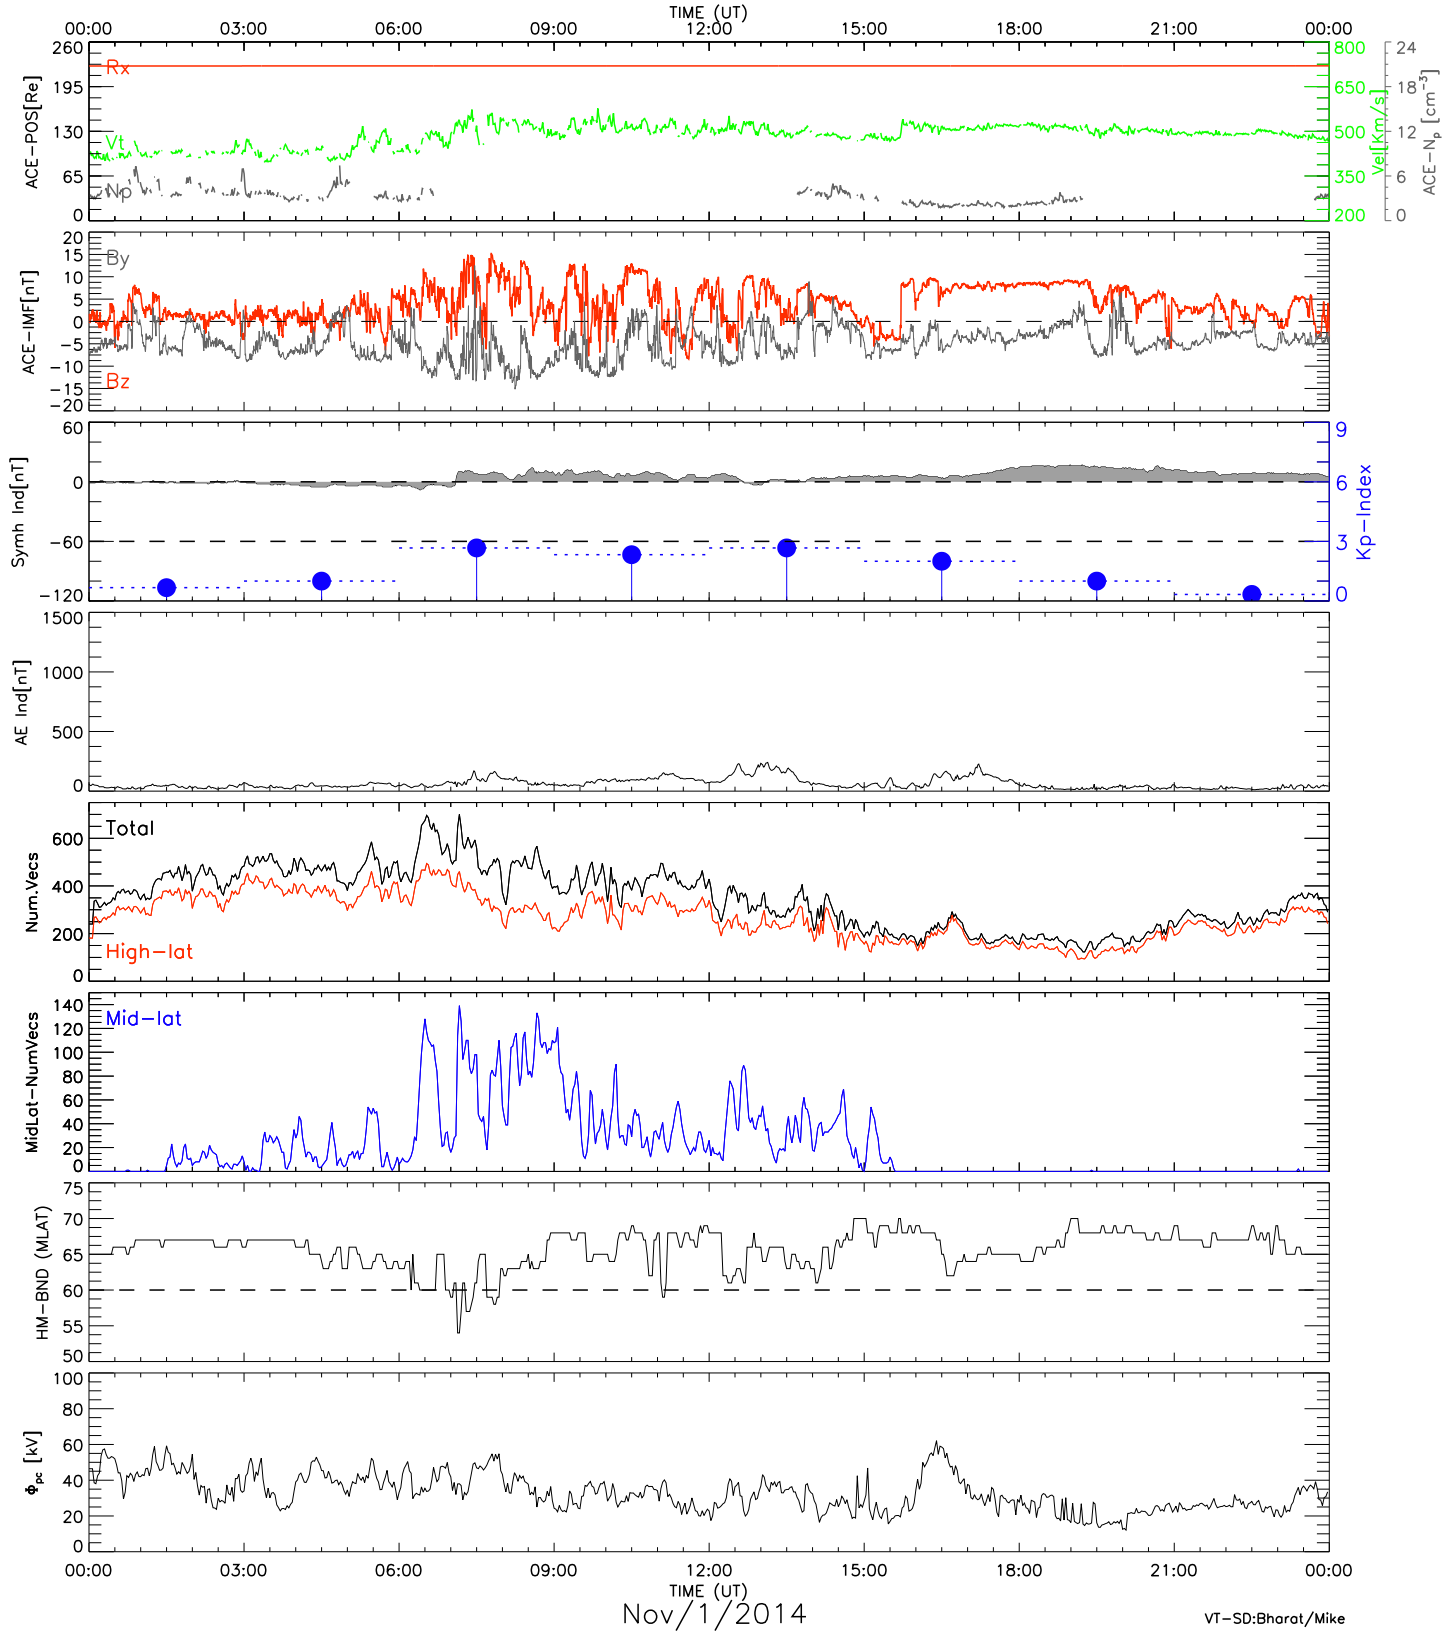 TIME (UT)
00:00 03:00 06:00 09:00 12:00 15:00 18:00 21:00 00:00
260
195
130
65
0
ACE-POS[Re]
Rx
Vt
Np
800
650
500
350
200
Vel[Km/s]
24
18
12
6
0
ACE-Np [cm-3]
20
15
10
5
0
-5
-10
-15
-20
ACE-IMF[nT]
By
Bz
60
0
-60
-120
Symh Ind[nT]
9
6
3
0
Kp-Index
1500
1000
500
0
AE Ind[nT]
600
400
200
0
Num.Vecs
Total
High-lat
140
120
100
80
60
40
20
0
MidLat-NumVecs
Mid-lat
75
70
65
60
55
50
HM-BND (MLAT)
100
80
60
40
20
0
Φpc [kV]
00:00 03:00 06:00 09:00 12:00 15:00 18:00 21:00 00:00
TIME (UT)
Nov/1/2014
VT-SD:Bharat/Mike